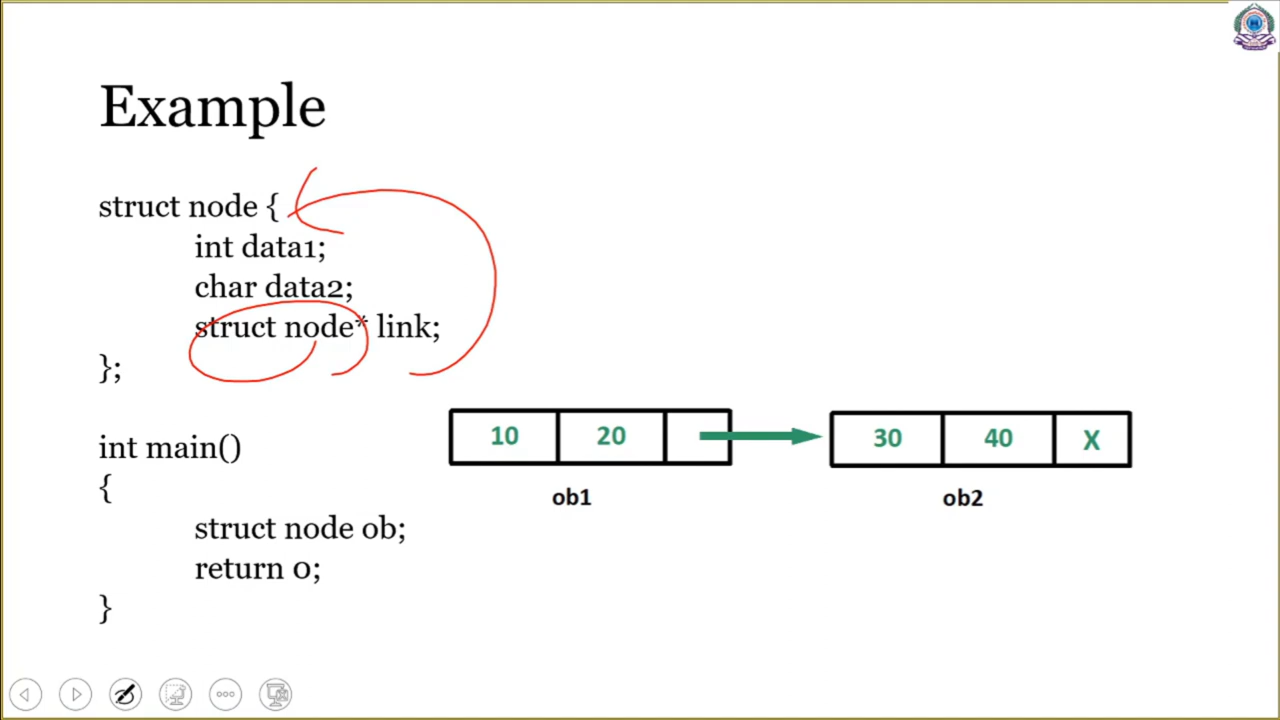 Example
struct node {
int data1;
char data2;
struct node* link;
};
int main()
{
struct node ob;
return 0;
}
10 20
30 40 X
ob1
ob2